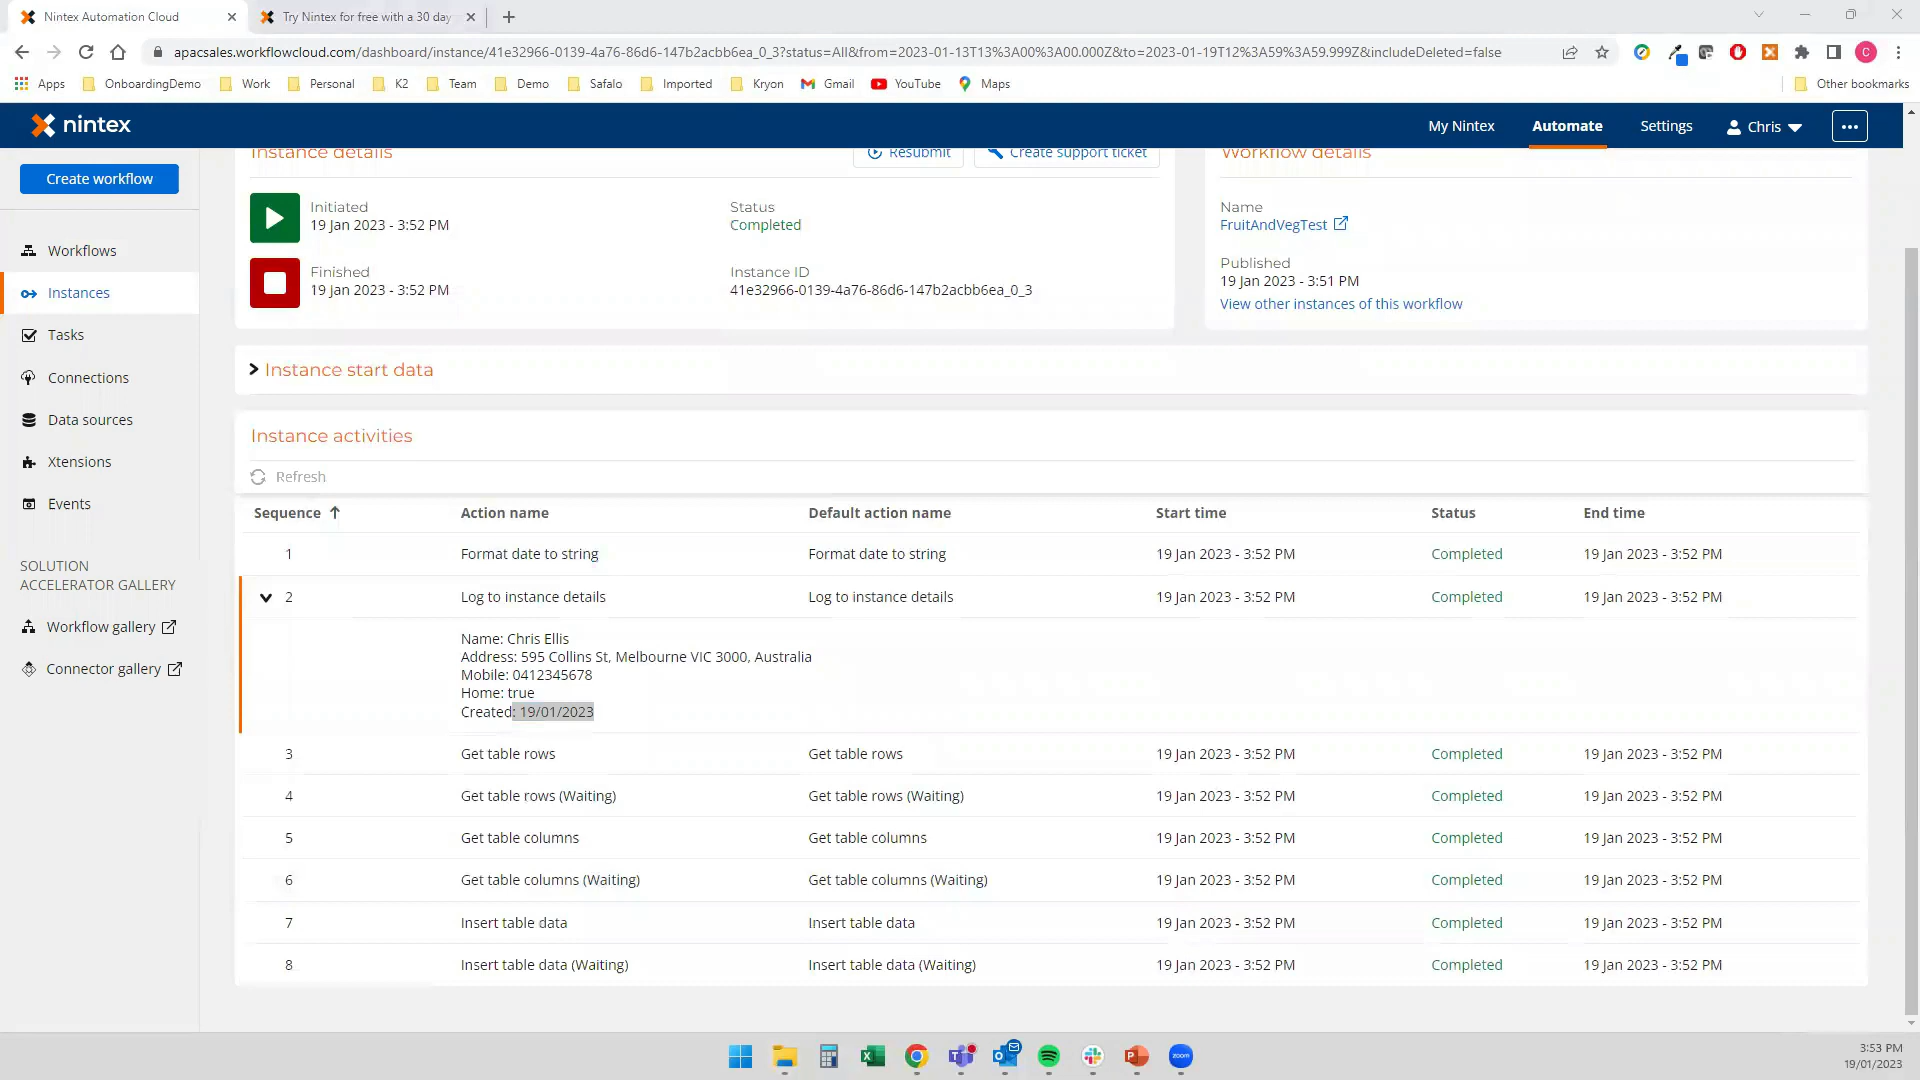 Nintex Automation Cloud
Try Nintex for free with a 30 day
apacsales.workflowcloud.com/dashboard/instance/41e32966-0139-4a76-86d6-147b2acbb6ea_0_3?status=All&from=2023-01-13T13%3A00%3A00.000Z&to=2023-01-19T12%3A59%3A59.999Z&includeDeleted=false
C
Apps
OnboardingDemo
Work
Personal
K2
Team
Demo
Safalo
Imported
Kryon
Gmail
YouTube
Maps
Other bookmarks
nintex
My Nintex
Automate
Settings
Chris
Create workflow
Workflows
Instances
Tasks
Connections
Data sources
Xtensions
Events
SOLUTION
ACCELERATOR GALLERY
Workflow gallery
Connector gallery
Instance details
Resubmit
Create support ticket
Initiated
19 Jan 2023 - 3:52 PM
Status
Completed
Finished
19 Jan 2023 - 3:52 PM
Instance ID
41e32966-0139-4a76-86d6-147b2acbb6ea_0_3
Workflow details
Name
FruitAndVegTest
Published
19 Jan 2023 - 3:51 PM
View other instances of this workflow
Instance start data
Instance activities
Refresh
Sequence Action name Default action name Start time Status End time
1 Format date to string Format date to string 19 Jan 2023 - 3:52 PM Completed 19 Jan 2023 - 3:52 PM
2 Log to instance details Log to instance details 19 Jan 2023 - 3:52 PM Completed 19 Jan 2023 - 3:52 PM
Name: Chris Ellis
Address: 595 Collins St, Melbourne VIC 3000, Australia
Mobile: 0412345678
Home: true
Created: 19/01/2023
3 Get table rows Get table rows 19 Jan 2023 - 3:52 PM Completed 19 Jan 2023 - 3:52 PM
4 Get table rows (Waiting) Get table rows (Waiting) 19 Jan 2023 - 3:52 PM Completed 19 Jan 2023 - 3:52 PM
5 Get table columns Get table columns 19 Jan 2023 - 3:52 PM Completed 19 Jan 2023 - 3:52 PM
6 Get table columns (Waiting) Get table columns (Waiting) 19 Jan 2023 - 3:52 PM Completed 19 Jan 2023 - 3:52 PM
7 Insert table data Insert table data 19 Jan 2023 - 3:52 PM Completed 19 Jan 2023 - 3:52 PM
8 Insert table data (Waiting) Insert table data (Waiting) 19 Jan 2023 - 3:52 PM Completed 19 Jan 2023 - 3:52 PM
zoom
3:53 PM
19/01/2023